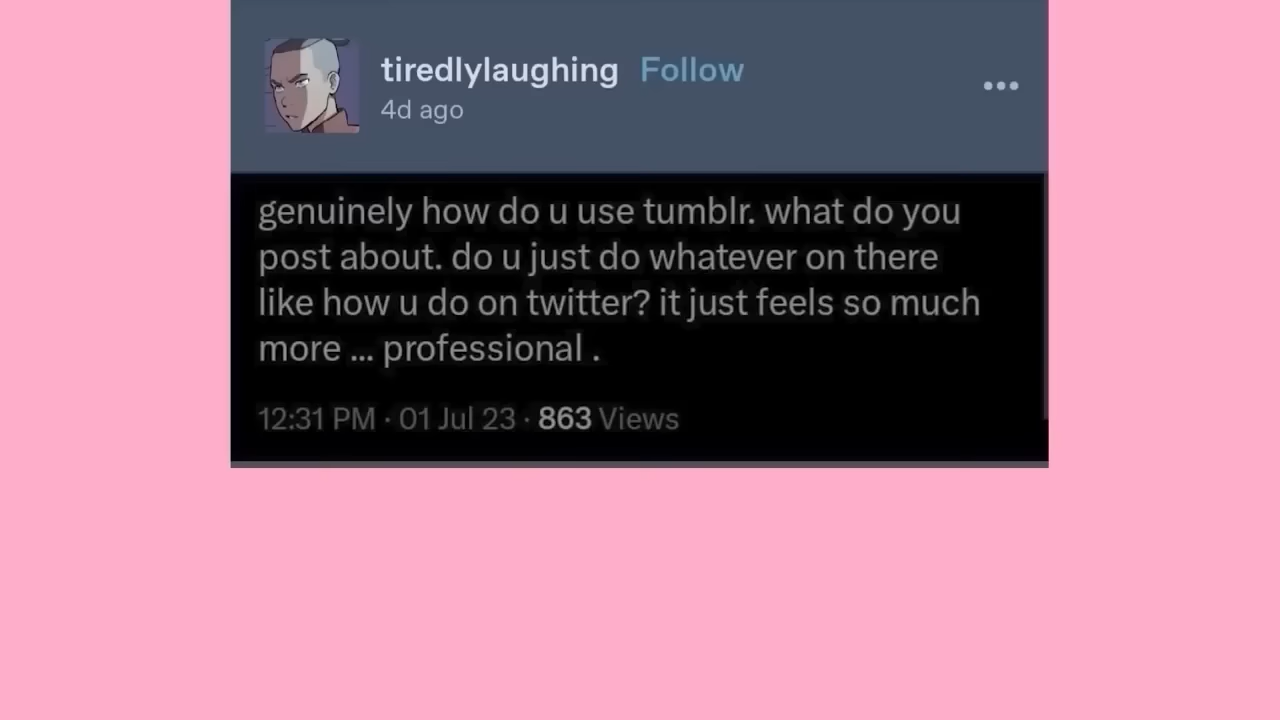 tiredlylaughing Follow
4d ago
genuinely how do u use tumblr. what do you
post about. do u just do whatever on there
like how u do on twitter? it just feels so much
more ... professional .
12:31 PM · 01 Jul 23 · 863 Views